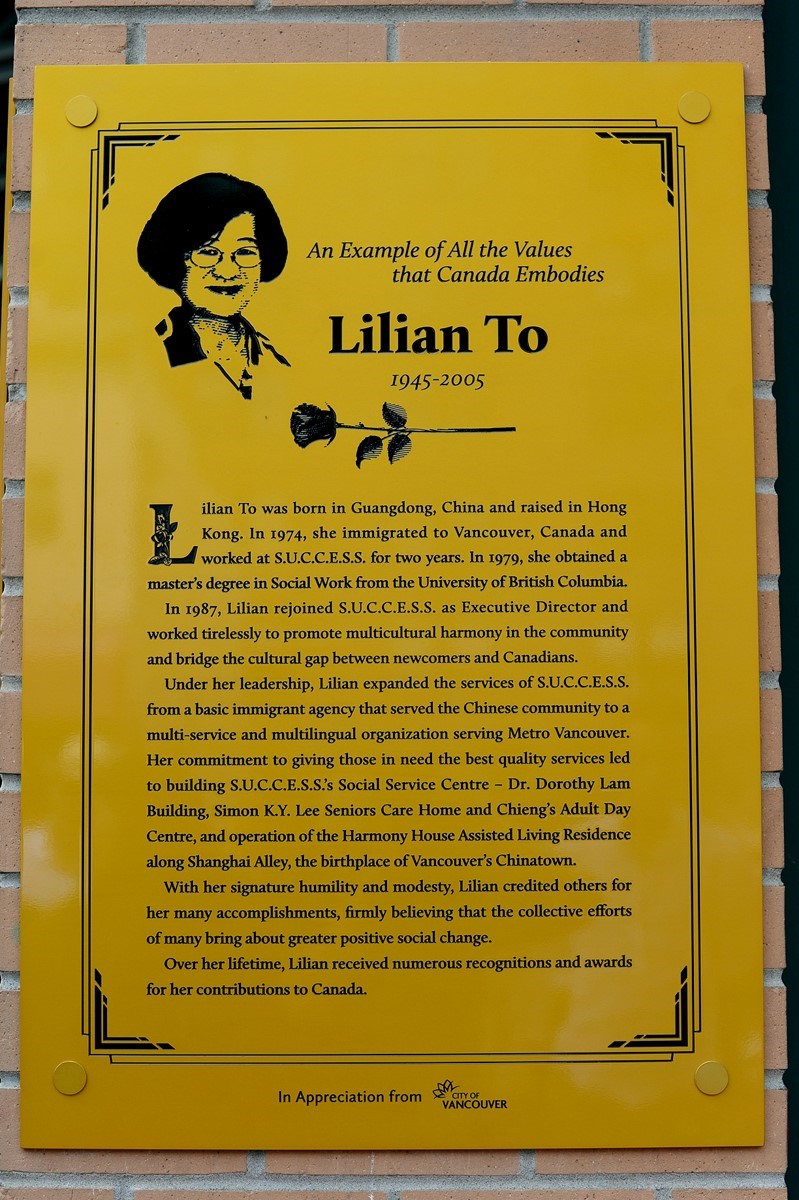 An Example of All the Values
that Canada Embodies
Lilian To
1945-2005
Lilian To was born in Guangdong, China and raised in Hong
Kong. In 1974, she immigrated to Vancouver, Canada and
worked at S.U.C.C.E.S.S. for two years. In 1979, she obtained a
master's degree in Social Work from the University of British Columbia.
In 1987, Lilian rejoined S.U.C.C.E.S.S. as Executive Director and
worked tirelessly to promote multicultural harmony in the community
and bridge the cultural gap between newcomers and Canadians.
Under her leadership, Lilian expanded the services of S.U.C.C.E.S.S.
from a basic immigrant agency that served the Chinese community to a
multi-service and multilingual organization serving Metro Vancouver.
Her commitment to giving those in need the best quality services led
to building S.U.C.C.E.S.S.'s Social Service Centre – Dr. Dorothy Lam
Building, Simon K.Y. Lee Seniors Care Home and Chieng's Adult Day
Centre, and operation of the Harmony House Assisted Living Residence
along Shanghai Alley, the birthplace of Vancouver's Chinatown.
With her signature humility and modesty, Lilian credited others for
her many accomplishments, firmly believing that the collective efforts
of many bring about greater positive social change.
Over her lifetime, Lilian received numerous recognitions and awards
for her contributions to Canada.
In Appreciation from CITY OF
VANCOUVER